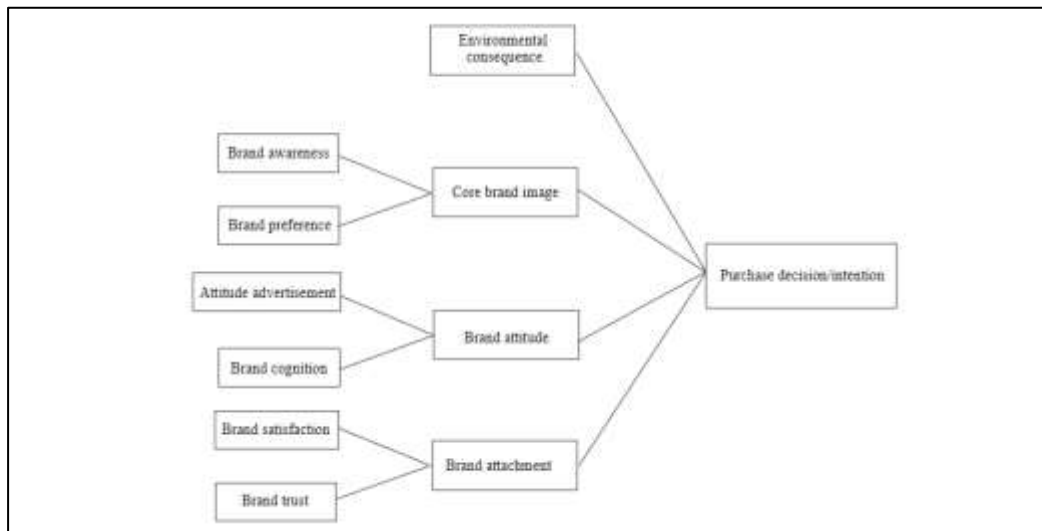 Environmental
consequence
Brand awareness
Core brand image
Brand preference
Purchase decision/intention
Attitude advertisement
Brand attitude
Brand cognition
Brand satisfaction
Brand attachment
Brand trust